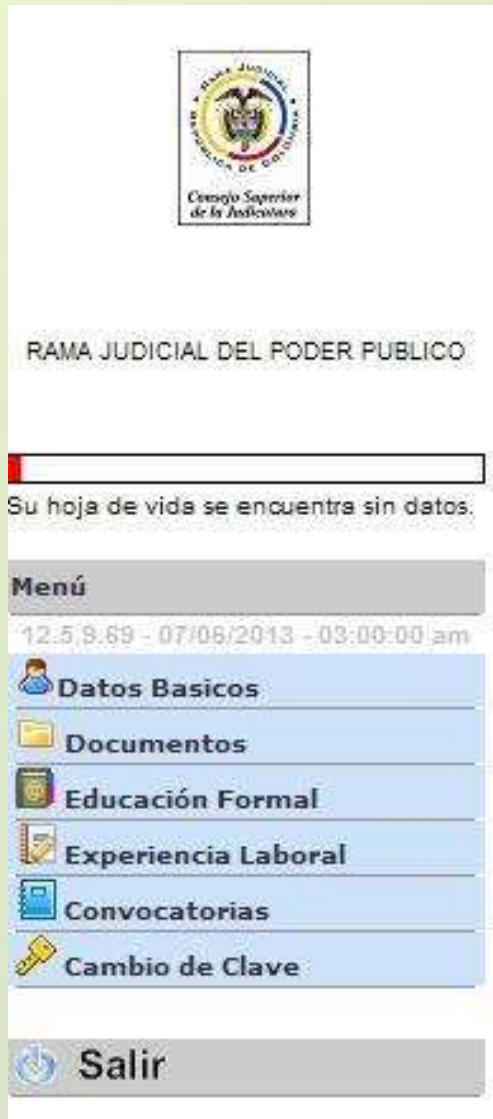 RAMA JUDICIAL
REPUBLICA DE COLOMBIA
Consejo Superior
de la Judicatura
RAMA JUDICIAL DEL PODER PUBLICO
Su hoja de vida se encuentra sin datos.
Menú
12.5.9.69 - 07/06/2013 - 03:00:00 am
Datos Basicos
Documentos
Educación Formal
Experiencia Laboral
Convocatorias
Cambio de Clave
Salir